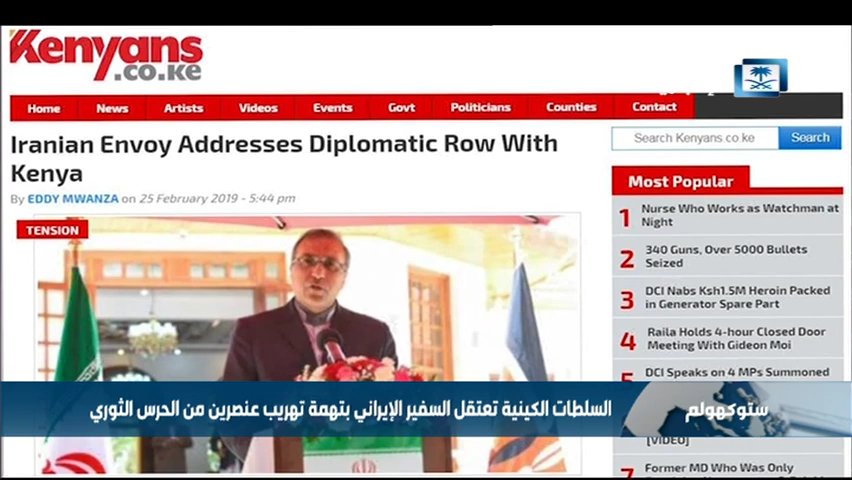 Kenyans
.co.ke
Home News Artists Videos Events Govt Politicians Counties Contact
Iranian Envoy Addresses Diplomatic Row With
Kenya
By EDDY MWANZA on 25 February 2019 - 5:44 pm
TENSION
Search Kenyans.co.ke Search
Most Popular
1 Nurse Who Works as Watchman at
Night
2 340 Guns, Over 5000 Bullets
Seized
3 DCI Nabs Ksh1.5M Heroin Packed
in Generator Spare Part
4 Raila Holds 4-hour Closed Door
Meeting With Gideon Moi
5 DCI Speaks on 4 MPs Summoned
[VIDEO]
7 Former MD Who Was Only
ستوكهولم
السلطات الكينية تعتقل السفير الإيراني بتهمة تهريب عنصرين من الحرس الثوري